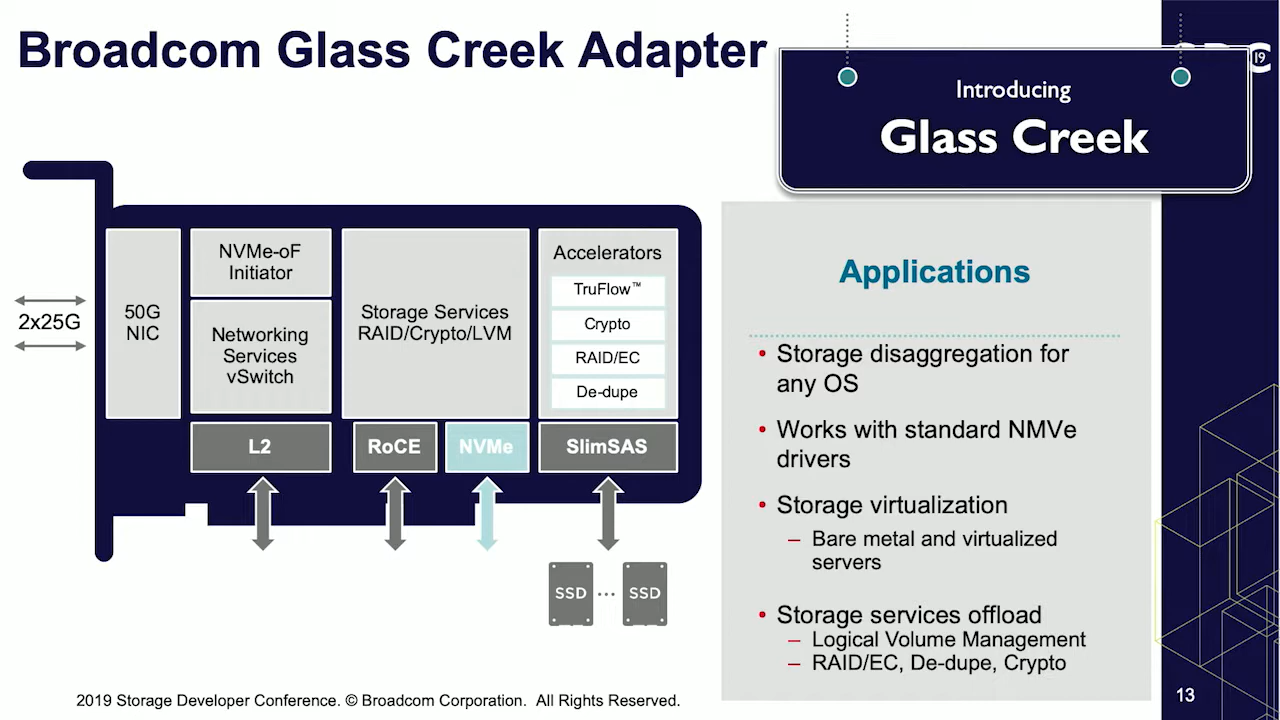 Broadcom Glass Creek Adapter
19
Introducing
Glass Creek
2x25G
50G
NIC
NVMe-oF
Initiator
Networking
Services
vSwitch
Storage Services
RAID/Crypto/LVM
Accelerators
TruFlow™
Crypto
RAID/EC
De-dupe
L2
RoCE
NVMe
SlimSAS
SSD ... SSD
Applications
• Storage disaggregation for
any OS
• Works with standard NMVe
drivers
• Storage virtualization
– Bare metal and virtualized
servers
• Storage services offload
– Logical Volume Management
– RAID/EC, De-dupe, Crypto
2019 Storage Developer Conference. © Broadcom Corporation. All Rights Reserved.
13